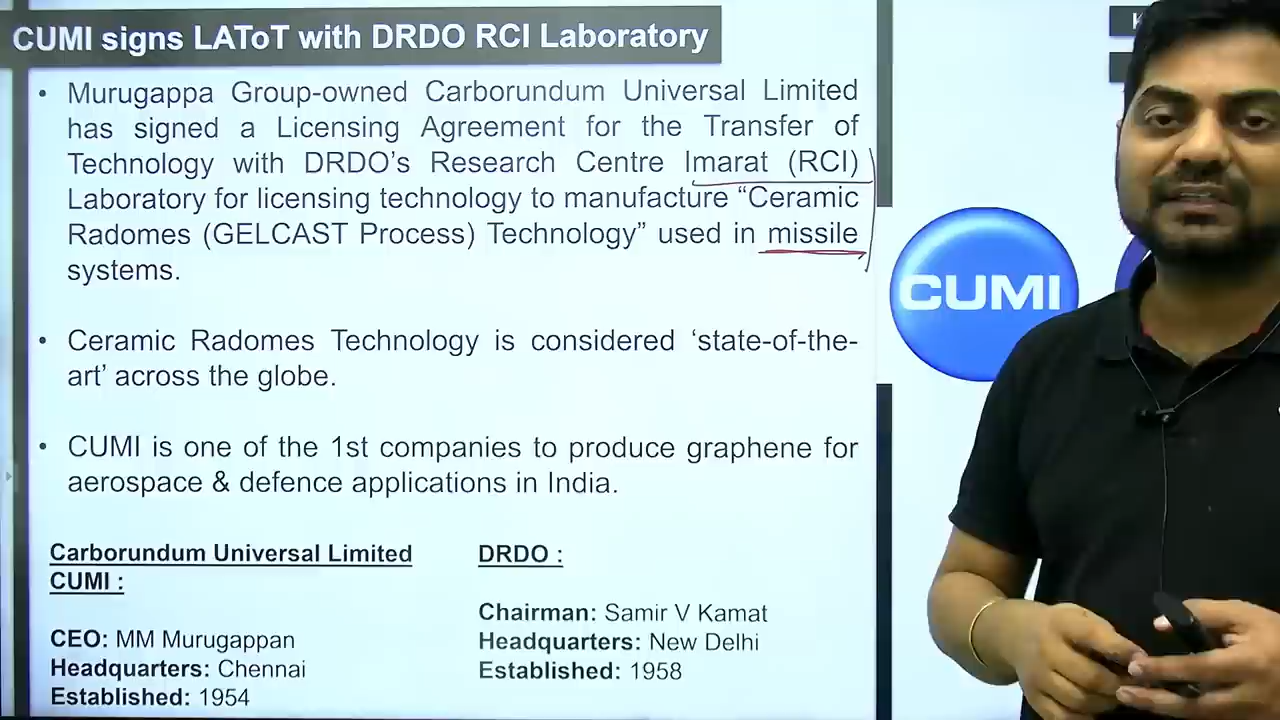 CUMI signs LAToT with DRDO RCI Laboratory
• Murugappa Group-owned Carborundum Universal Limited
has signed a Licensing Agreement for the Transfer of
Technology with DRDO's Research Centre Imarat (RCI)
Laboratory for licensing technology to manufacture “Ceramic
Radomes (GELCAST Process) Technology” used in missile
systems.
• Ceramic Radomes Technology is considered ‘state-of-the-
art’ across the globe.
• CUMI is one of the 1st companies to produce graphene for
aerospace & defence applications in India.
CUMI
Carborundum Universal Limited
CUMI :
CEO: MM Murugappan
Headquarters: Chennai
Established: 1954
DRDO :
Chairman: Samir V Kamat
Headquarters: New Delhi
Established: 1958